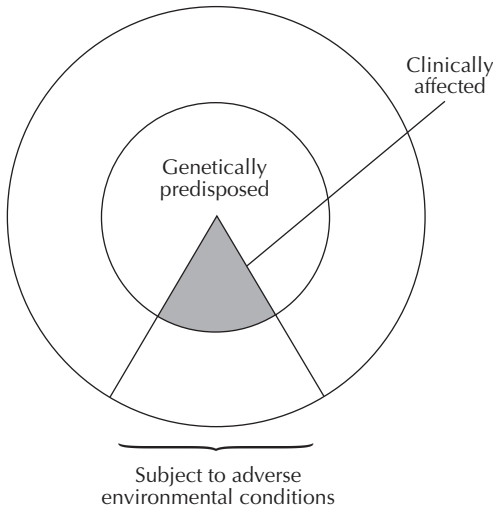 Clinically
affected
Genetically
predisposed
Subject to adverse
environmental conditions